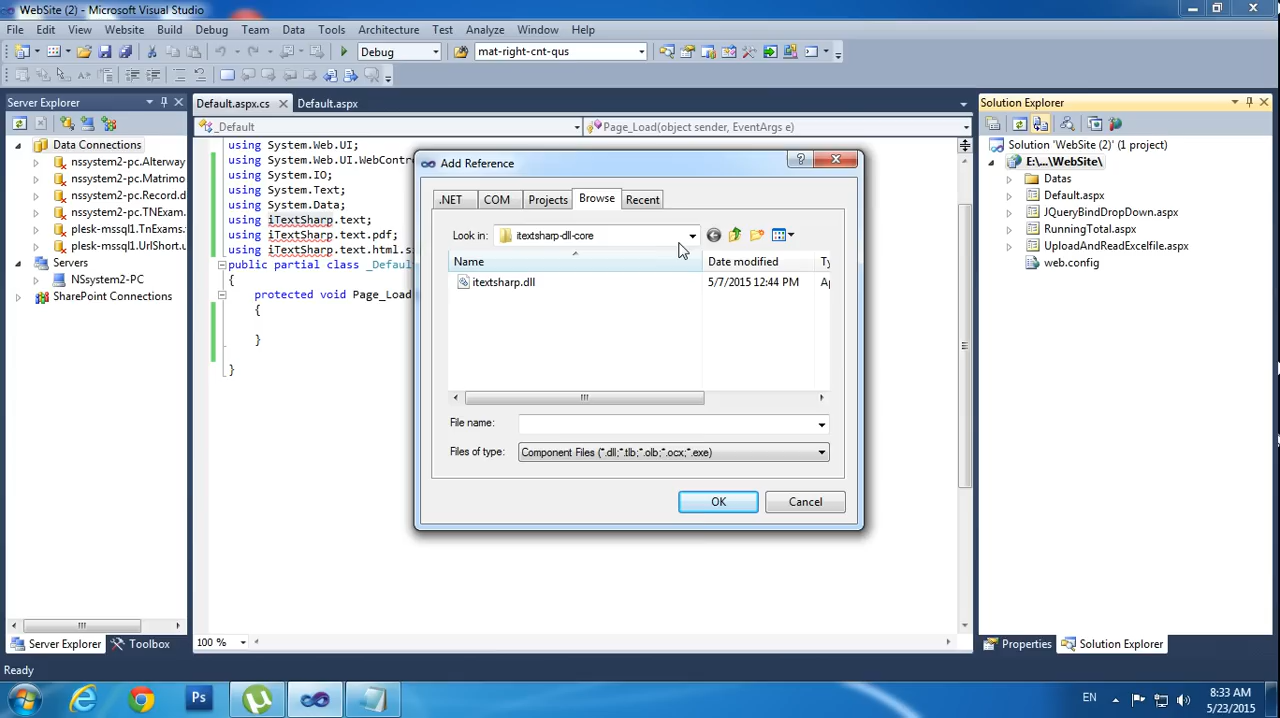 WebSite (2) - Microsoft Visual Studio
File Edit View Website Build Debug Team Data Tools Architecture Test Analyze Window Help
Debug mat-right-cnt-qus
Server Explorer
Data Connections
nssystem2-pc.Alterway
nssystem2-pc.Matrimo
nssystem2-pc.Record.d
nssystem2-pc.TNExam.
plesk-mssql1.TnExams.
plesk-mssql1.UrlShort.
Servers
NSsystem2-PC
SharePoint Connections
Server Explorer Toolbox
Default.aspx.cs Default.aspx
_Default Page_Load(object sender, EventArgs e)
using System.Web.UI;
using System.Web.UI.WebContr
using System.IO;
using System.Text;
using System.Data;
using iTextSharp.text;
using iTextSharp.text.pdf;
using iTextSharp.text.html.s
public partial class _Defau
{
protected void Page_Load
{
}
}
100 %
Add Reference
.NET COM Projects Browse Recent
Look in: itextsharp-dll-core
Name Date modified Ty
itextsharp.dll 5/7/2015 12:44 PM Ap
File name:
Files of type: Component Files (*.dll;*.tlb;*.olb;*.ocx;*.exe)
OK Cancel
Solution Explorer
Solution 'WebSite (2)' (1 project)
E:\...\WebSite\
Datas
Default.aspx
JQueryBindDropDown.aspx
RunningTotal.aspx
UploadAndReadExcelfile.aspx
web.config
Properties Solution Explorer
Ready
Ps
EN 8:33 AM
5/23/2015